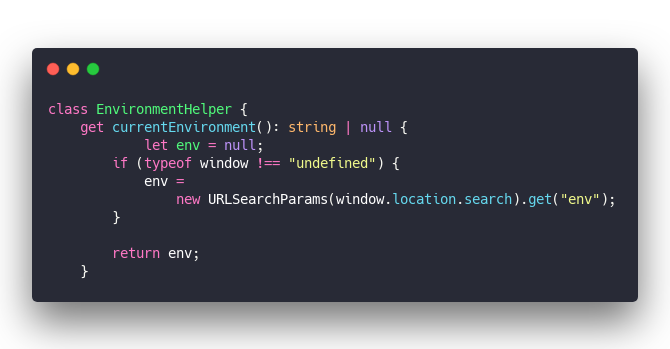 class EnvironmentHelper {
    get currentEnvironment(): string | null {
            let env = null;
        if (typeof window !== "undefined") {
            env =
                new URLSearchParams(window.location.search).get("env");
        }

        return env;
    }